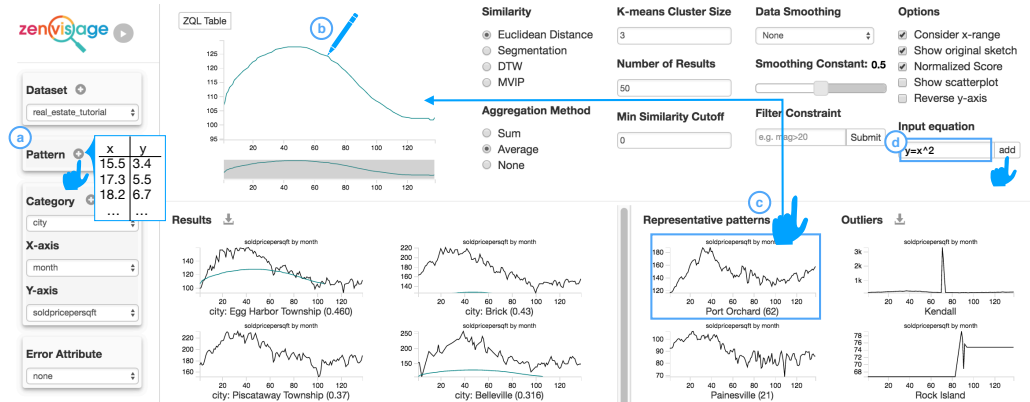 zenvisage
Dataset
real_estate_tutorial
a
Pattern
x y
15.5 3.4
17.3 5.5
18.2 6.7
... ...
Category
city
X-axis
month
Y-axis
soldpricepersqft
Error Attribute
none
ZQL Table
b
125
120
115
110
105
100
95
20 40 60 80 100 120
20 40 60 80 100 120
Similarity
Euclidean Distance
Segmentation
DTW
MVIP
Aggregation Method
Sum
Average
None
K-means Cluster Size
3
Number of Results
50
Min Similarity Cutoff
0
Data Smoothing
None
Smoothing Constant: 0.5
Filter Constraint
e.g. mag>20 Submit
Options
Consider x-range
Show original sketch
Normalized Score
Show scatterplot
Reverse y-axis
Input equation
d
y=x^2 add
Results
soldpricepersqft by month
140
120
100
20 40 60 80 100 120
city: Egg Harbor Township (0.460)
soldpricepersqft by month
220
200
180
160
140
20 40 60 80 100 120
city: Brick (0.43)
soldpricepersqft by month
220
200
180
160
20 40 60 80 100 120
city: Piscataway Township (0.37)
soldpricepersqft by month
250
200
150
20 40 60 80 100 120
city: Belleville (0.316)
c
Representative patterns
soldpricepersqft by month
180
160
140
120
20 40 60 80 100 120
Port Orchard (62)
soldpricepersqft by month
100
90
80
70
20 40 60 80 100 120
Painesville (21)
Outliers
soldpricepersqft by month
3k
2k
1k
20 40 60 80 100 120
Kendall
soldpricepersqft by month
78
76
74
72
70
68
20 40 60 80 100 120
Rock Island